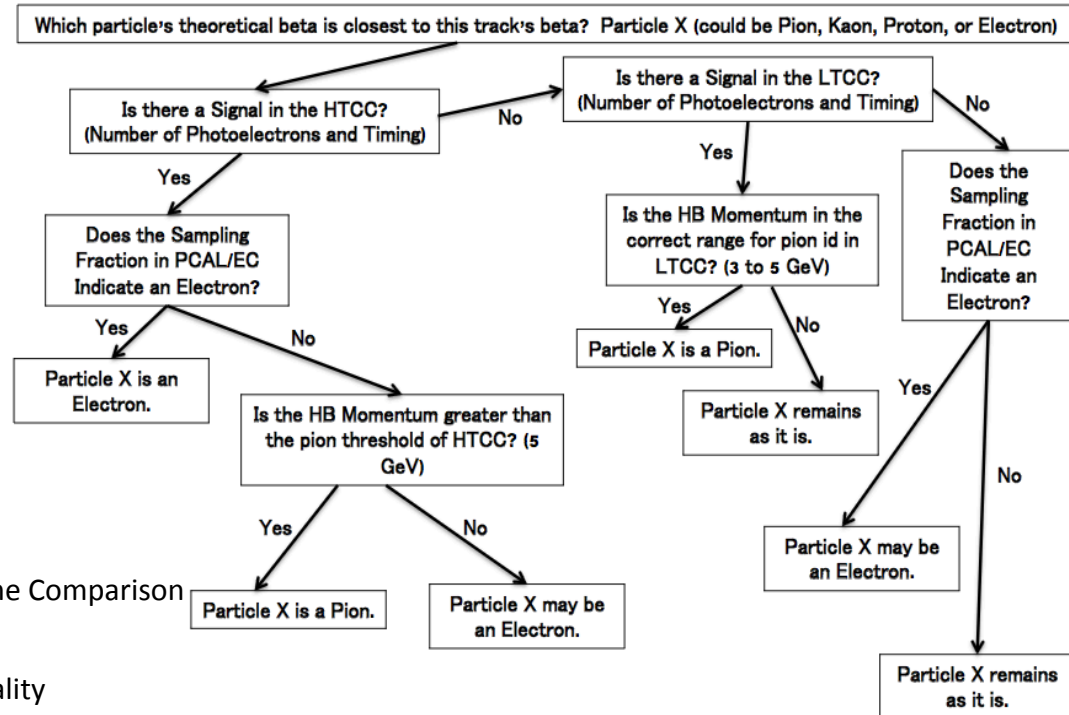 Which particle's theoretical beta is closest to this track's beta? Particle X (could be Pion, Kaon, Proton, or Electron)
Is there a Signal in the HTCC?
(Number of Photoelectrons and Timing)
No
Is there a Signal in the LTCC?
(Number of Photoelectrons and Timing)
No
Yes
Does the Sampling
Fraction in PCAL/EC
Indicate an Electron?
Yes
No
Particle X is an
Electron.
Is the HB Momentum greater than
the pion threshold of HTCC? (5
GeV)
Yes
No
Particle X is a Pion.
Particle X may be
an Electron.
Yes
Is the HB Momentum in the
correct range for pion id in
LTCC? (3 to 5 GeV)
Yes
No
Particle X is a Pion.
Particle X remains
as it is.
Does the
Sampling
Fraction in
PCAL/EC
Indicate an
Electron?
Yes
No
Particle X may be
an Electron.
Particle X remains
as it is.
Comparison